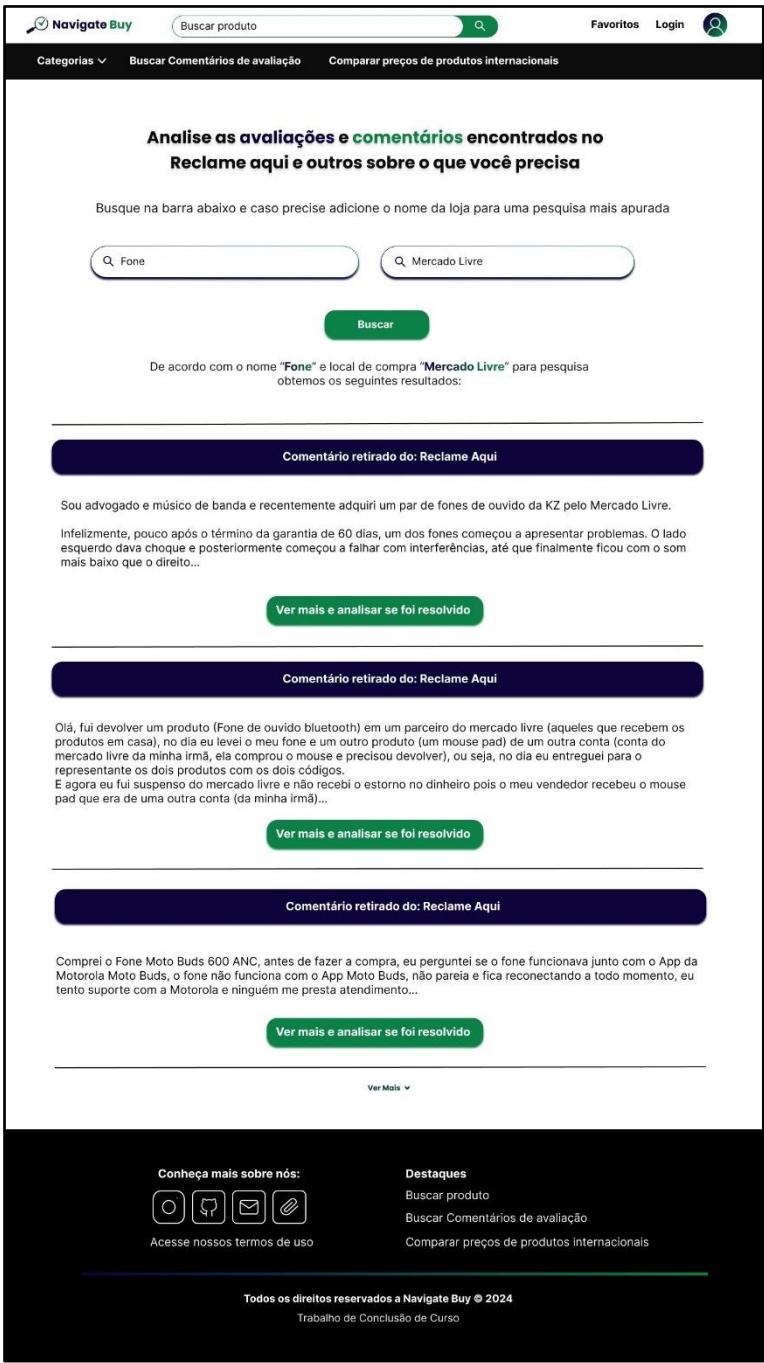 Navigate Buy
Buscar produto
Favoritos
Login
Categorias
Buscar Comentários de avaliação
Comparar preços de produtos internacionais
Analise as avaliações e comentários encontrados no
Reclame aqui e outros sobre o que você precisa
Busque na barra abaixo e caso precise adicione o nome da loja para uma pesquisa mais apurada
Fone
Mercado Livre
Buscar
De acordo com o nome “Fone” e local de compra “Mercado Livre” para pesquisa
obtemos os seguintes resultados:
Comentário retirado do: Reclame Aqui
Sou advogado e músico de banda e recentemente adquiri um par de fones de ouvido da KZ pelo Mercado Livre.
Infelizmente, pouco após o término da garantia de 60 dias, um dos fones começou a apresentar problemas. O lado
esquerdo dava choque e posteriormente começou a falhar com interferências, até que finalmente ficou com o som
mais baixo que o direito...
Ver mais e analisar se foi resolvido
Comentário retirado do: Reclame Aqui
Olá, fui devolver um produto (Fone de ouvido bluetooth) em um parceiro do mercado livre (aqueles que recebem os
produtos em casa), no dia eu levei o meu fone e um outro produto (um mouse pad) de um outra conta (conta do
mercado livre da minha irmã, ela comprou o mouse e precisou devolver), ou seja, no dia eu entreguei para o
representante os dois produtos com os dois códigos.
E agora eu fui suspenso do mercado livre e não recebi o estorno no dinheiro pois o meu vendedor recebeu o mouse
pad que era de uma outra conta (da minha irmã)...
Ver mais e analisar se foi resolvido
Comentário retirado do: Reclame Aqui
Comprei o Fone Moto Buds 600 ANC, antes de fazer a compra, eu perguntei se o fone funcionava junto com o App da
Motorola Moto Buds, o fone não funciona com o App Moto Buds, não pareia e fica reconectando a todo momento, eu
tento suporte com a Motorola e ninguém me presta atendimento...
Ver mais e analisar se foi resolvido
Ver Mais
Conheça mais sobre nós:
Acesse nossos termos de uso
Destaques
Buscar produto
Buscar Comentários de avaliação
Comparar preços de produtos internacionais
Todos os direitos reservados a Navigate Buy © 2024
Trabalho de Conclusão de Curso